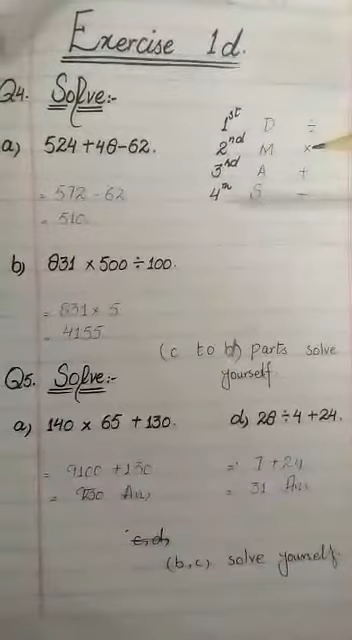 Exercise 1d.
Q4. Solve:-
1st D ÷
a) 524 + 48 - 62. 2nd M ×
3nd A +
= 572 - 62 4th S -
= 510
b) 831 × 500 ÷ 100.
= 831 × 5
= 4155
(c to h) parts solve
yourself.
Q5. Solve:-
a) 140 × 65 + 130. d) 28 ÷ 4 + 24.
= 9100 + 130 = 7 + 24
= Ans = 31 Ans
(b, c) solve yourself.